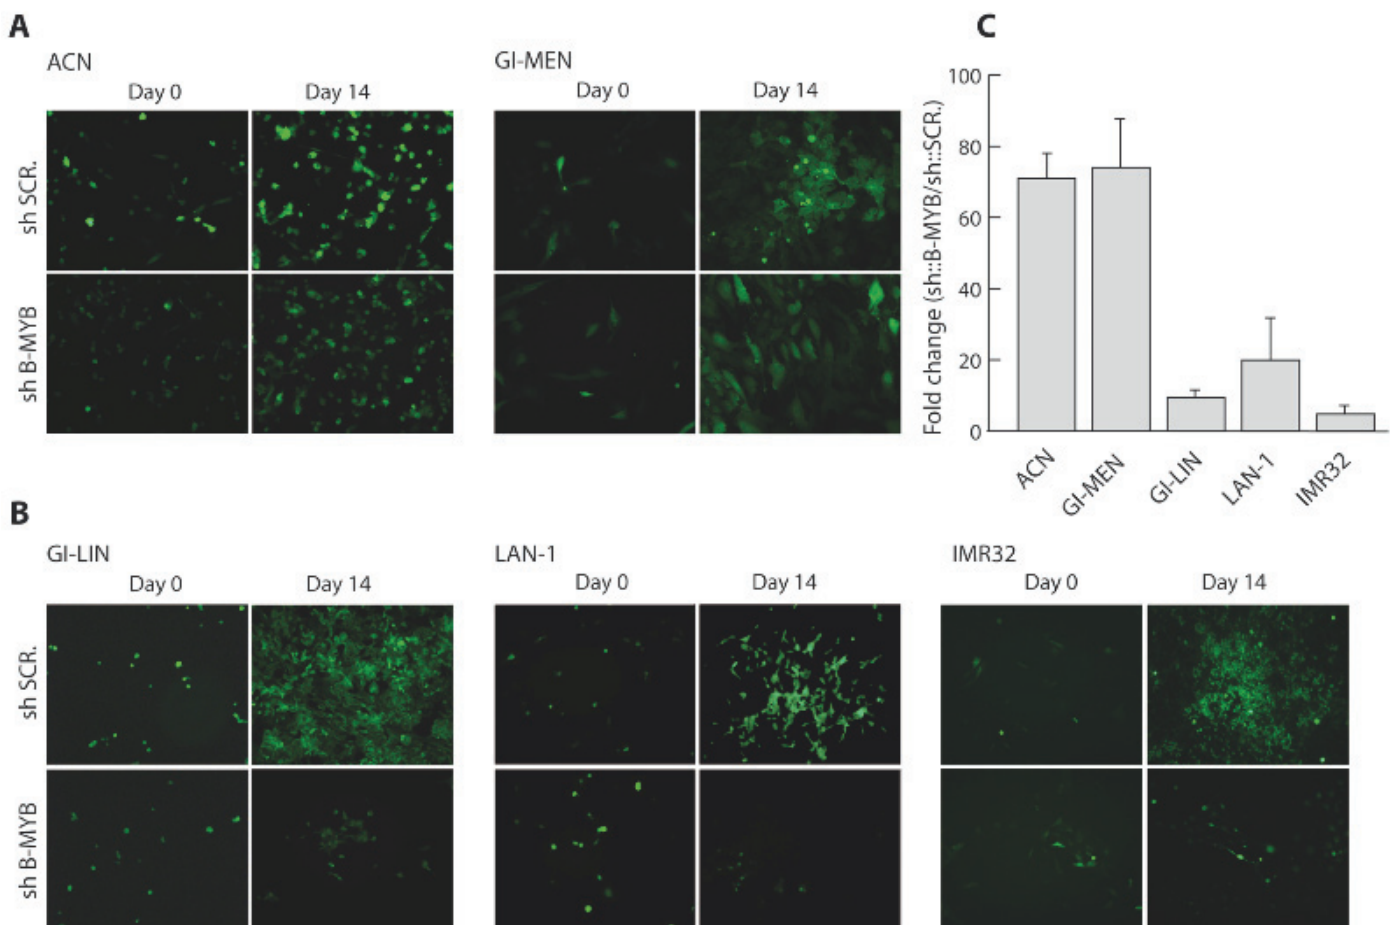 A
ACN
Day 0
Day 14
sh SCR.
sh B-MYB
GI-MEN
Day 0
Day 14
C
Fold change (sh::B-MYB/sh::SCR.)
100
80
60
40
20
0
ACN
GI-MEN
GI-LIN
LAN-1
IMR32
B
GI-LIN
Day 0
Day 14
sh SCR.
sh B-MYB
LAN-1
Day 0
Day 14
IMR32
Day 0
Day 14